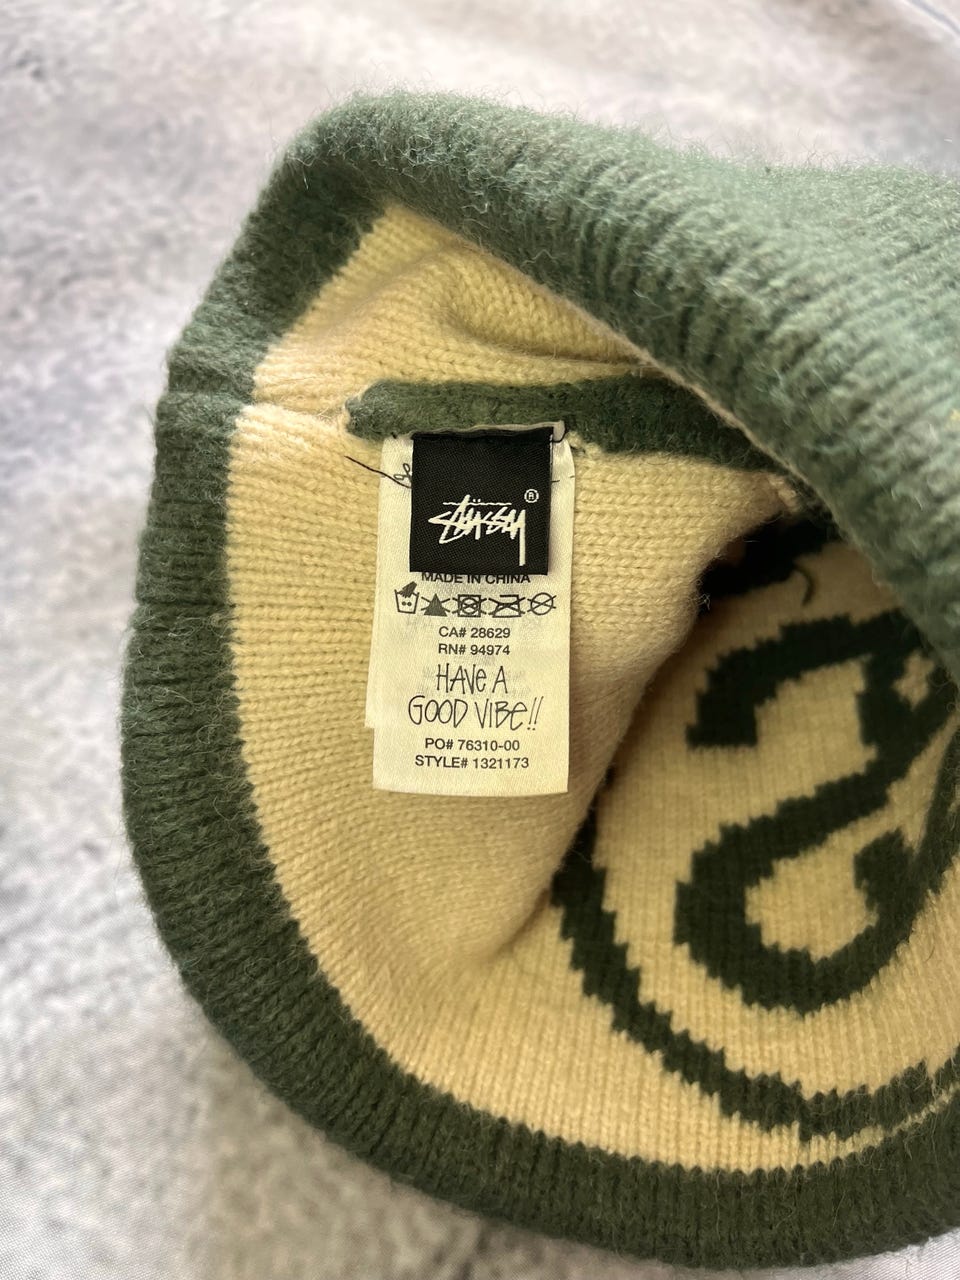 STÜSSY®
MADE IN CHINA
CA# 28629
RN# 94974
HAVE A
GOOD VIBE!!
PO# 76310-00
STYLE# 1321173